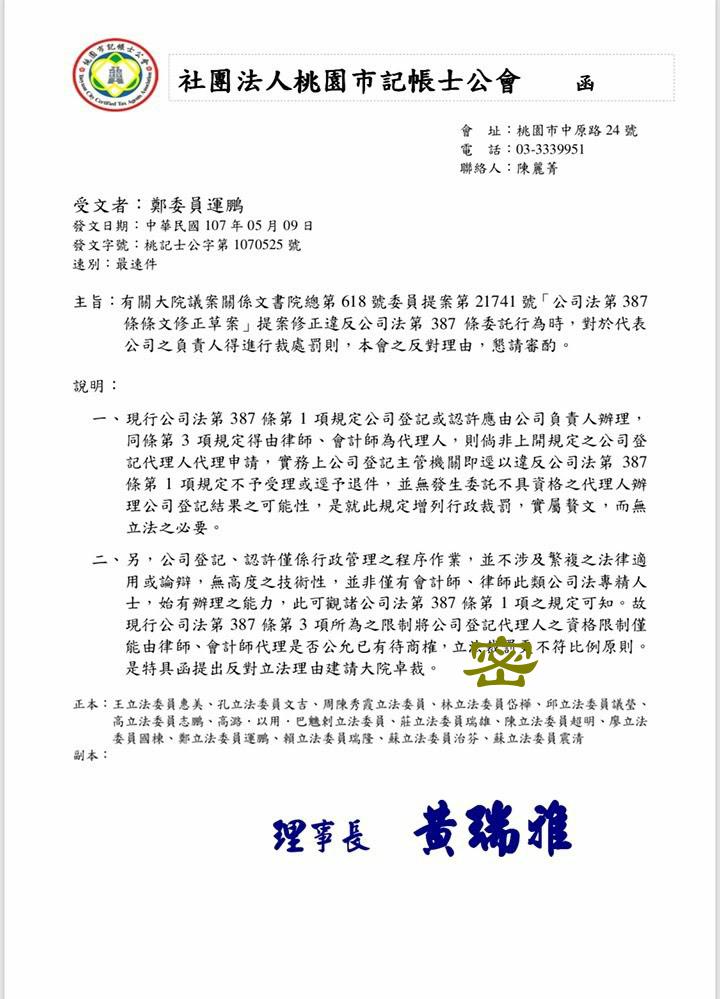 桃園市記帳士公會
Taoyuan City Certified Tax Agents Association
社團法人桃園市記帳士公會　函
會　址：桃園市中原路 24 號
電　話：03-3339951
聯絡人：陳麗菁
受文者：鄭委員運鵬
發文日期：中華民國 107 年 05 月 09 日
發文字號：桃記士公字第 1070525 號
速別：最速件
主旨：有關大院議案關係文書院總第 618 號委員提案第 21741 號「公司法第 387
條條文修正草案」提案修正違反公司法第 387 條委託行為時，對於代表
公司之負責人得進行裁處罰則，本會之反對理由，懇請審酌。
說明：
一、現行公司法第 387 條第 1 項規定公司登記或認許應由公司負責人辦理，
同條第 3 項規定得由律師、會計師為代理人，則倘非上開規定之公司登
記代理人代理申請，實務上公司登記主管機關即逕以違反公司法第 387
條第 1 項規定不予受理或逕予退件，並無發生委託不具資格之代理人辦
理公司登記結果之可能性，是就此規定增列行政裁罰，實屬贅文，而無
立法之必要。
二、另，公司登記、認許僅係行政管理之程序作業，並不涉及繁複之法律適
用或論辯，無高度之技術性，並非僅有會計師、律師此類公司法專精人
士，始有辦理之能力，此可觀諸公司法第 387 條第 1 項之規定可知。故
現行公司法第 387 條第 3 項所為之限制將公司登記代理人之資格限制僅
能由律師、會計師代理是否公允已有待商榷，立法裁罰更不符比例原則。
是特具函提出反對立法理由建請大院卓裁。
密
正本：王立法委員惠美、孔立法委員文吉、周陳秀霞立法委員、林立法委員岱樺、邱立法委員議瑩、
高立法委員志鵬、高潞．以用．巴魕剌立法委員、莊立法委員瑞雄、陳立法委員超明、廖立法
委員國棟、鄭立法委員運鵬、賴立法委員瑞隆、蘇立法委員治芬、蘇立法委員震清
副本：
理事長　黃瑞雅